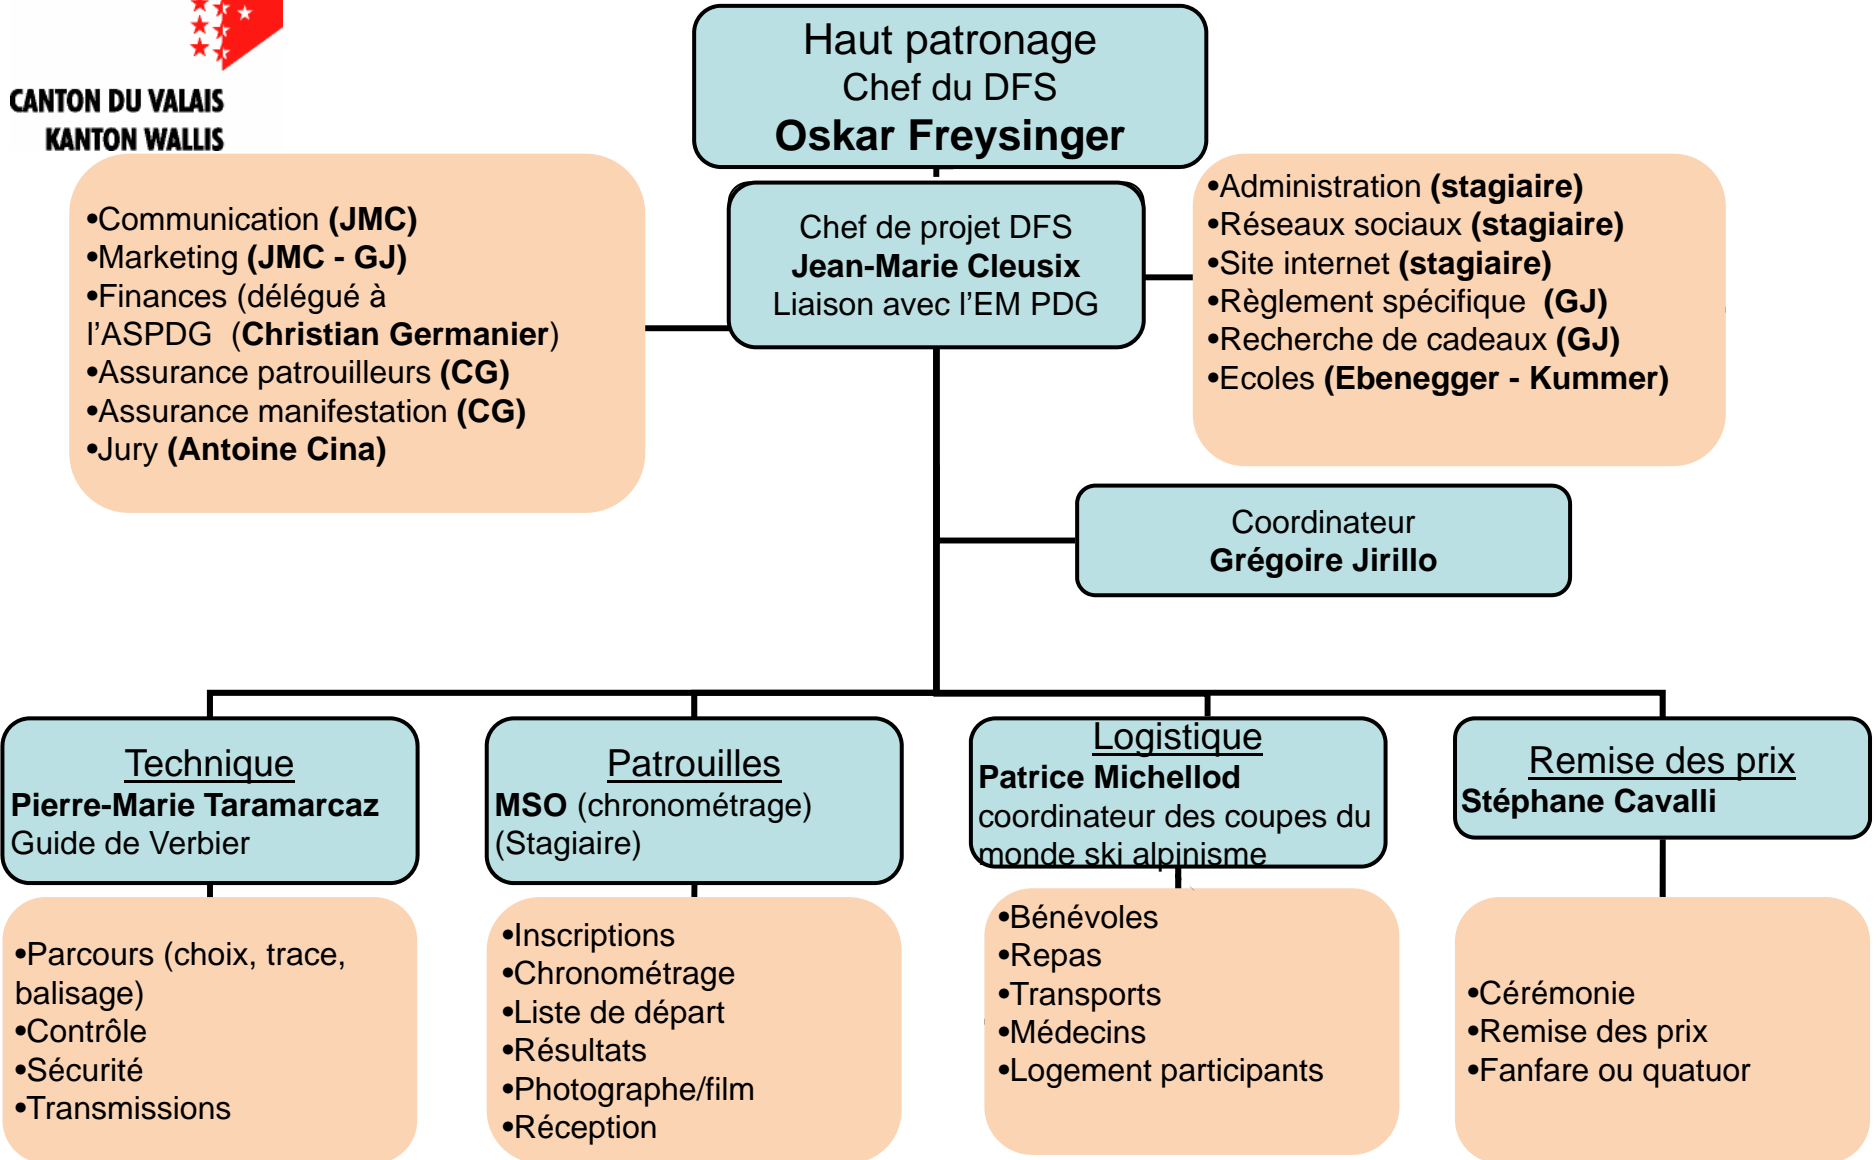 CANTON DU VALAIS
KANTON WALLIS
Haut patronage
Chef du DFS
Oskar Freysinger
•Communication (JMC)
•Marketing (JMC - GJ)
•Finances (délégué à
l'ASPDG  (Christian Germanier)
•Assurance patrouilleurs (CG)
•Assurance manifestation (CG)
•Jury (Antoine Cina)
Chef de projet DFS
Jean-Marie Cleusix
Liaison avec l'EM PDG
•Administration (stagiaire)
•Réseaux sociaux (stagiaire)
•Site internet (stagiaire)
•Règlement spécifique  (GJ)
•Recherche de cadeaux (GJ)
•Ecoles (Ebenegger - Kummer)
Coordinateur
Grégoire Jirillo
Technique
Pierre-Marie Taramarcaz
Guide de Verbier
Patrouilles
MSO (chronométrage)
(Stagiaire)
Logistique
Patrice Michellod
coordinateur des coupes du
monde ski alpinisme
Remise des prix
Stéphane Cavalli
•Parcours (choix, trace,
balisage)
•Contrôle
•Sécurité
•Transmissions
•Inscriptions
•Chronométrage
•Liste de départ
•Résultats
•Photographe/film
•Réception
•Bénévoles
•Repas
•Transports
•Médecins
•Logement participants
•Cérémonie
•Remise des prix
•Fanfare ou quatuor